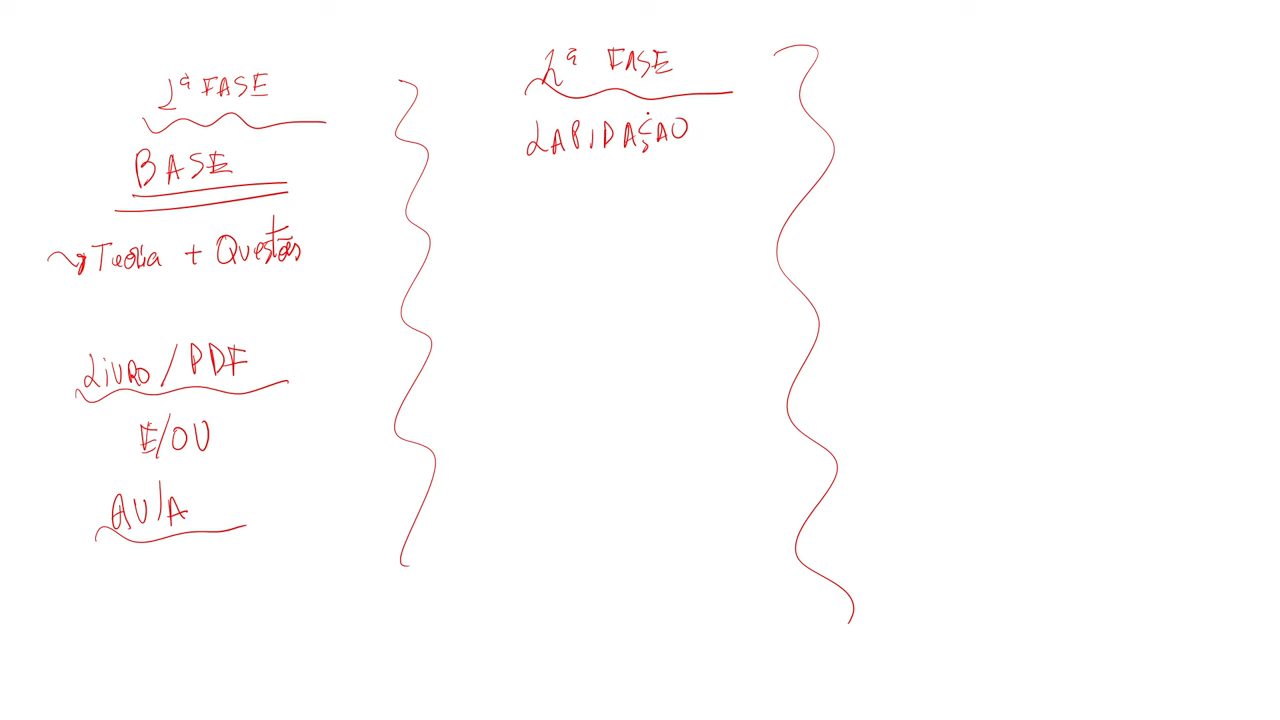 1ª FASE
BASE
Teoria + Questões
LIVRO / PDF
E/OU
AULA
2ª FASE
LAPIDAÇÃO